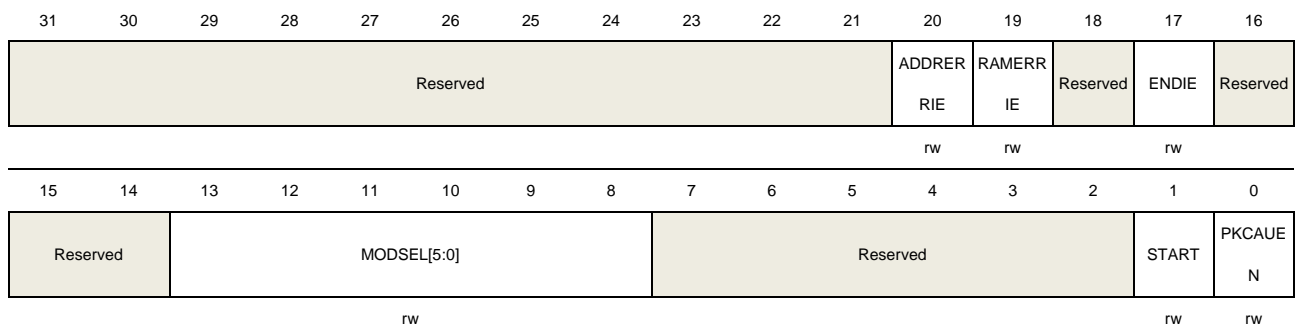 31 30 29 28 27 26 25 24 23 22 21 20 19 18 17 16
Reserved ADDRER RIE RAMERR IE Reserved ENDIE Reserved
rw rw rw
15 14 13 12 11 10 9 8 7 6 5 4 3 2 1 0
Reserved MODSEL[5:0] Reserved START PKCAUE N
rw rw rw